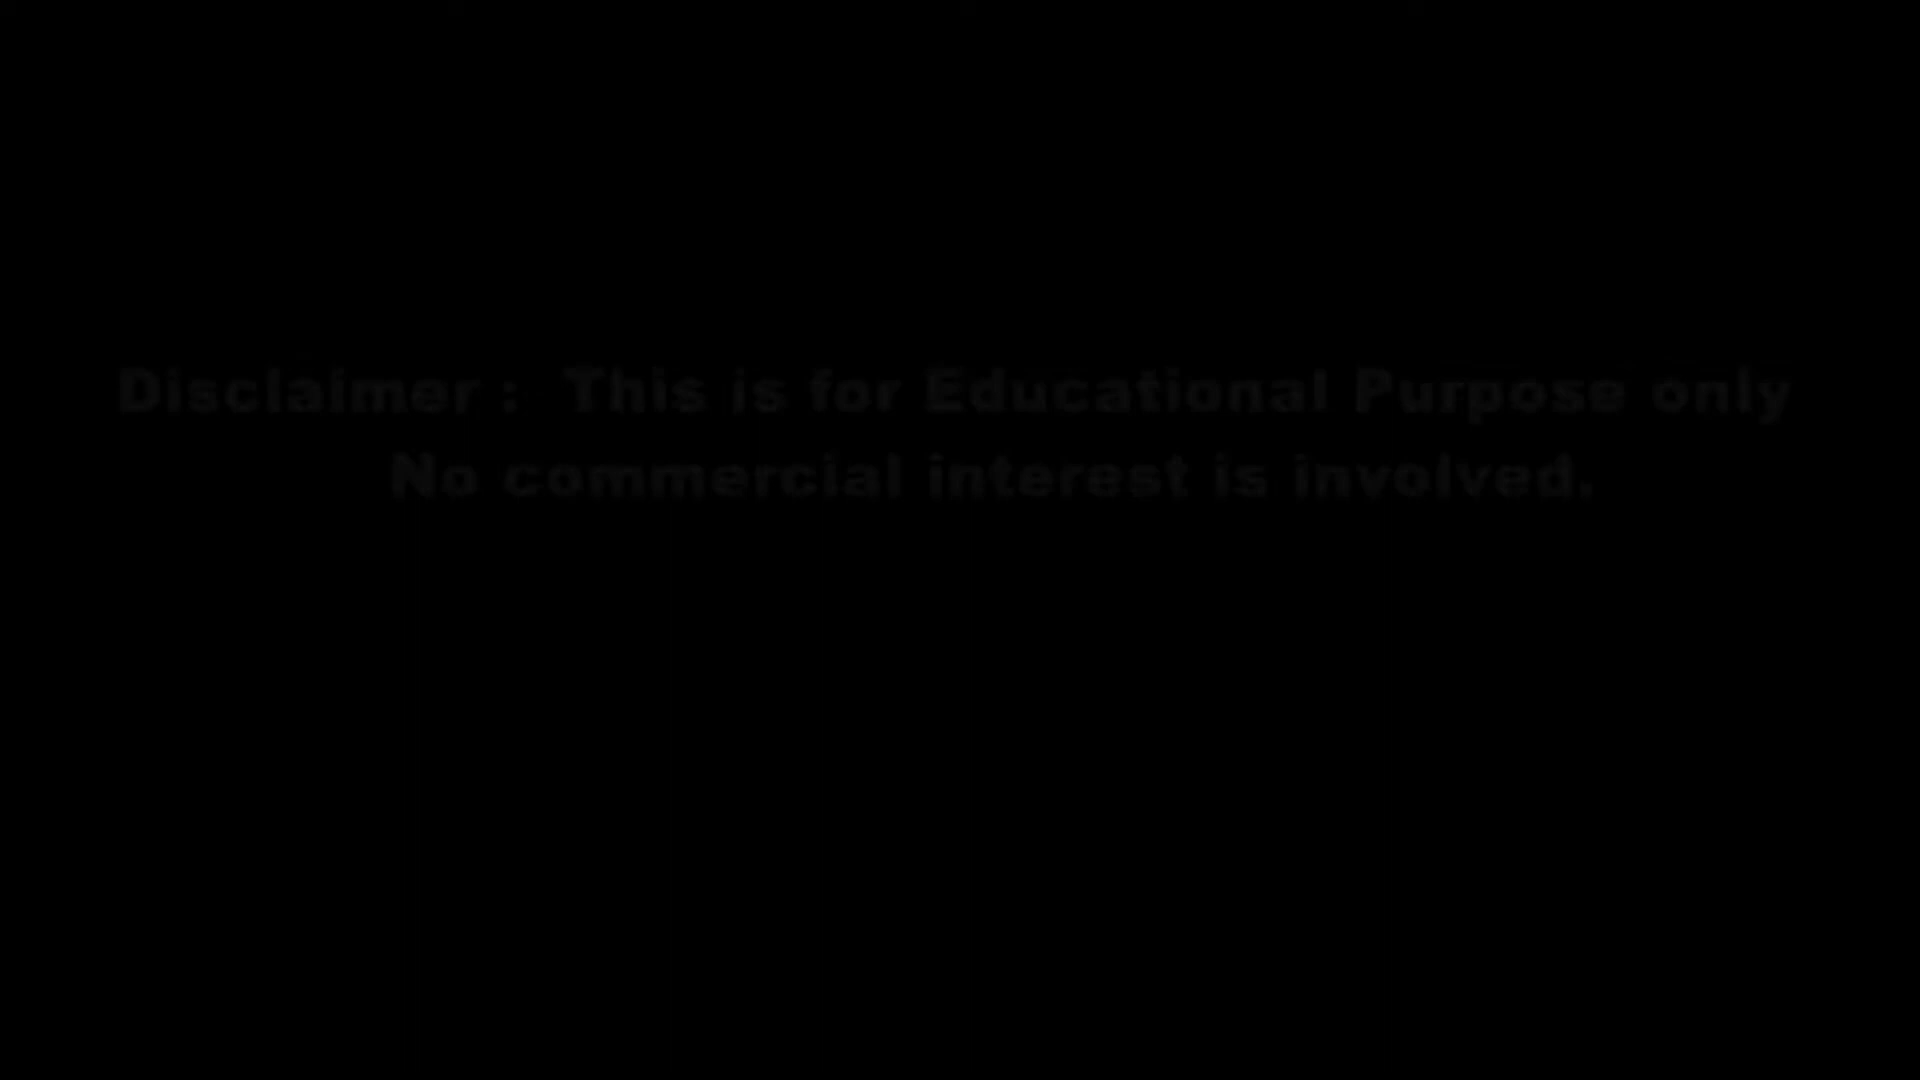 Disclaimer :  This is for Educational Purpose only
No commercial interest is involved.